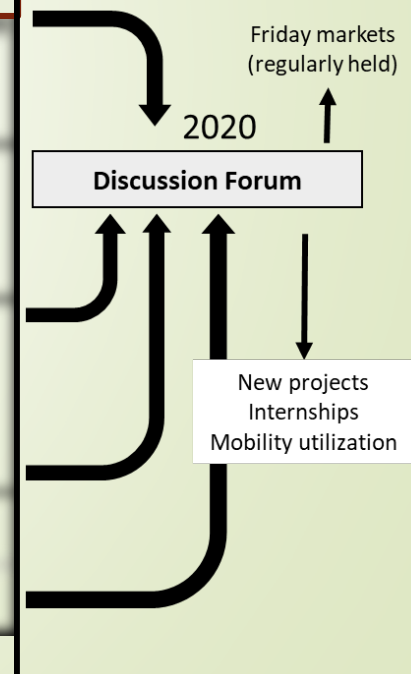 Friday markets
(regularly held)
2020
Discussion Forum
New projects
Internships
Mobility utilization